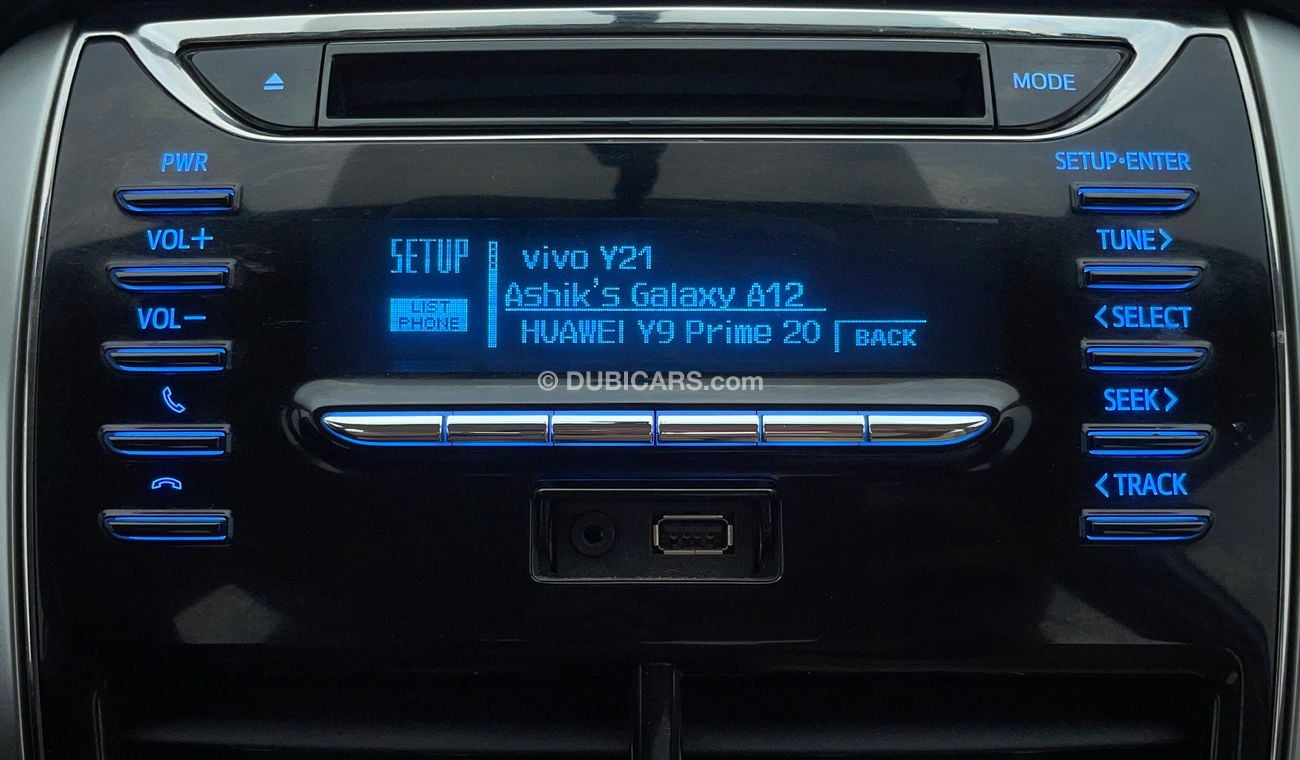 MODE
PWR
SETUP•ENTER
VOL+
TUNE>
SETUP
vivo Y21
Ashik's Galaxy A12
LIST
PHONE
HUAWEI Y9 Prime 20
BACK
VOL−
<SELECT
© DUBICARS.com
SEEK>
<TRACK